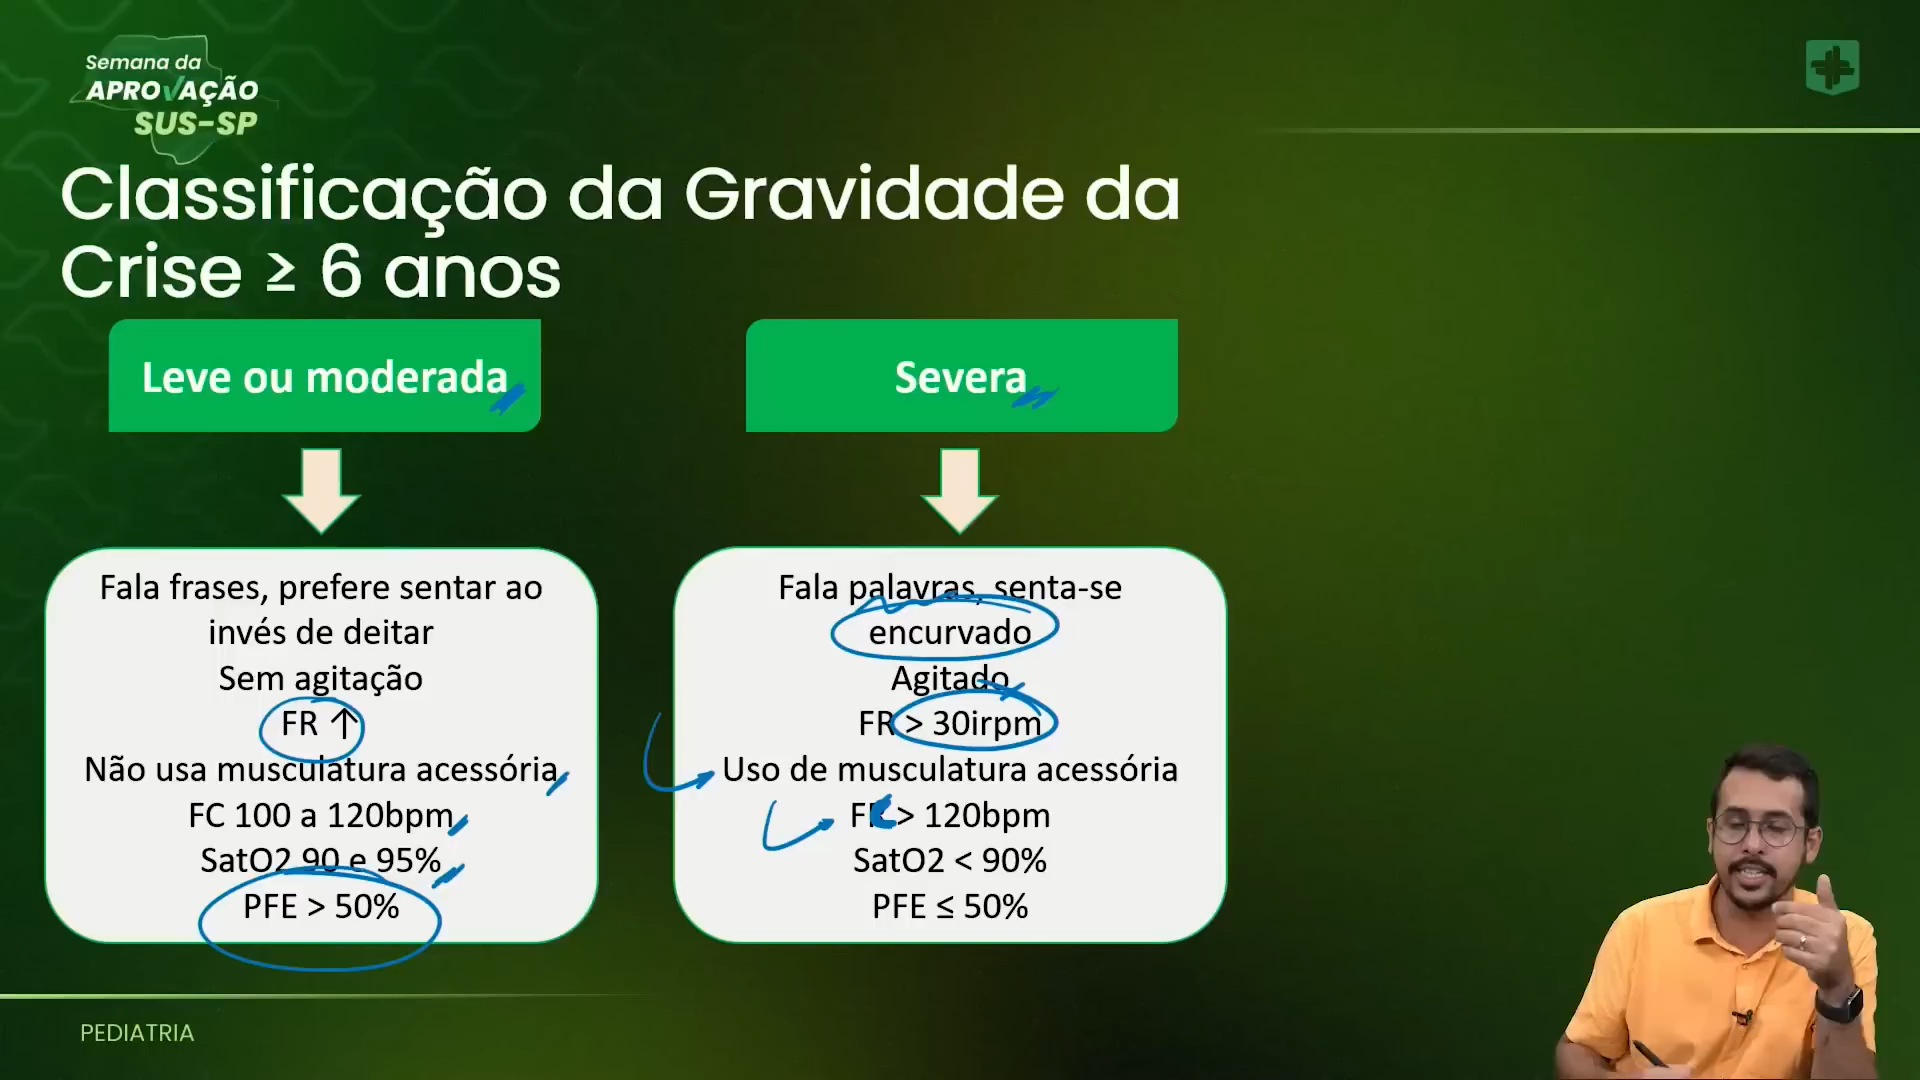 Semana da
APROVAÇÃO
SUS-SP
Classificação da Gravidade da
Crise ≥ 6 anos
Leve ou moderada
Severa
Fala frases, prefere sentar ao
invés de deitar
Sem agitação
FR ↑
Não usa musculatura acessória
FC 100 a 120bpm
SatO2 90 e 95%
PFE > 50%
Fala palavras, senta-se
encurvado
Agitado
FR > 30irpm
Uso de musculatura acessória
FC > 120bpm
SatO2 < 90%
PFE ≤ 50%
PEDIATRIA